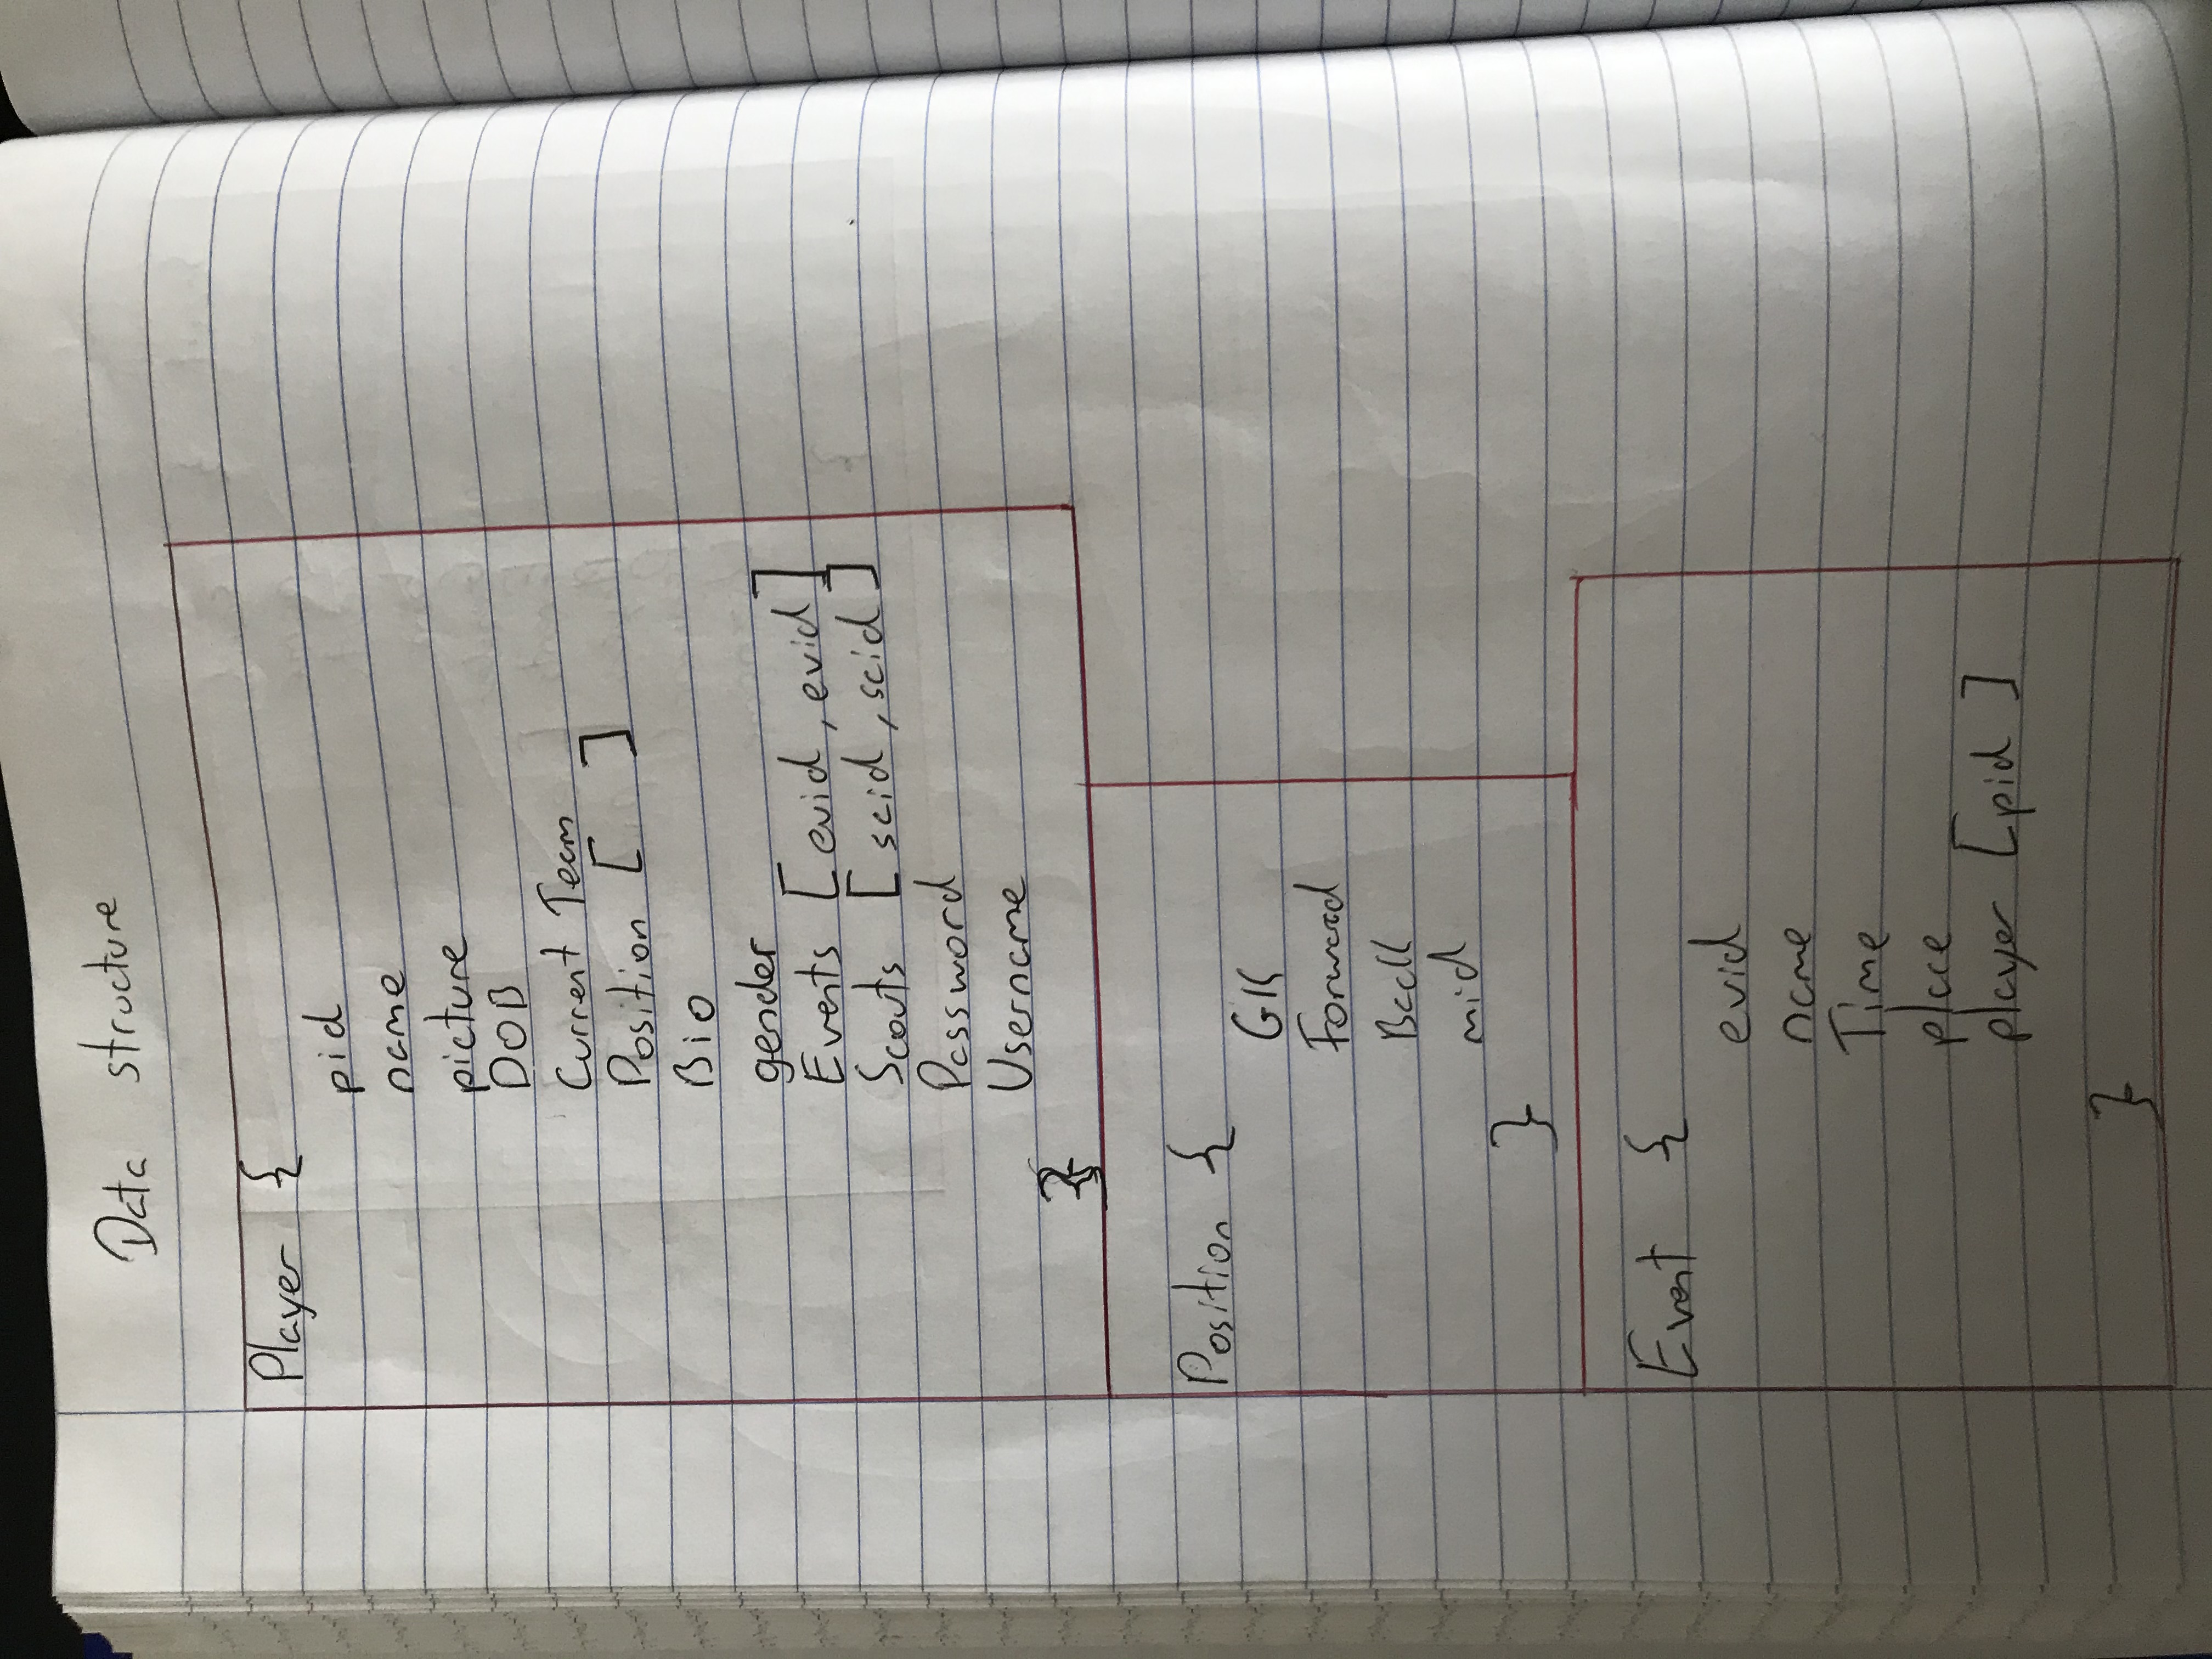 Data structure
Player {
pid
name
picture
DOB
Current Team
Position [ ]
Bio
gender
Events [evid, evid]
Scouts [scid, scid]
Password
Username
}
Position {
GK
Forward
Back
mid
}
Event {
evid
name
Time
place
player [pid ]
}